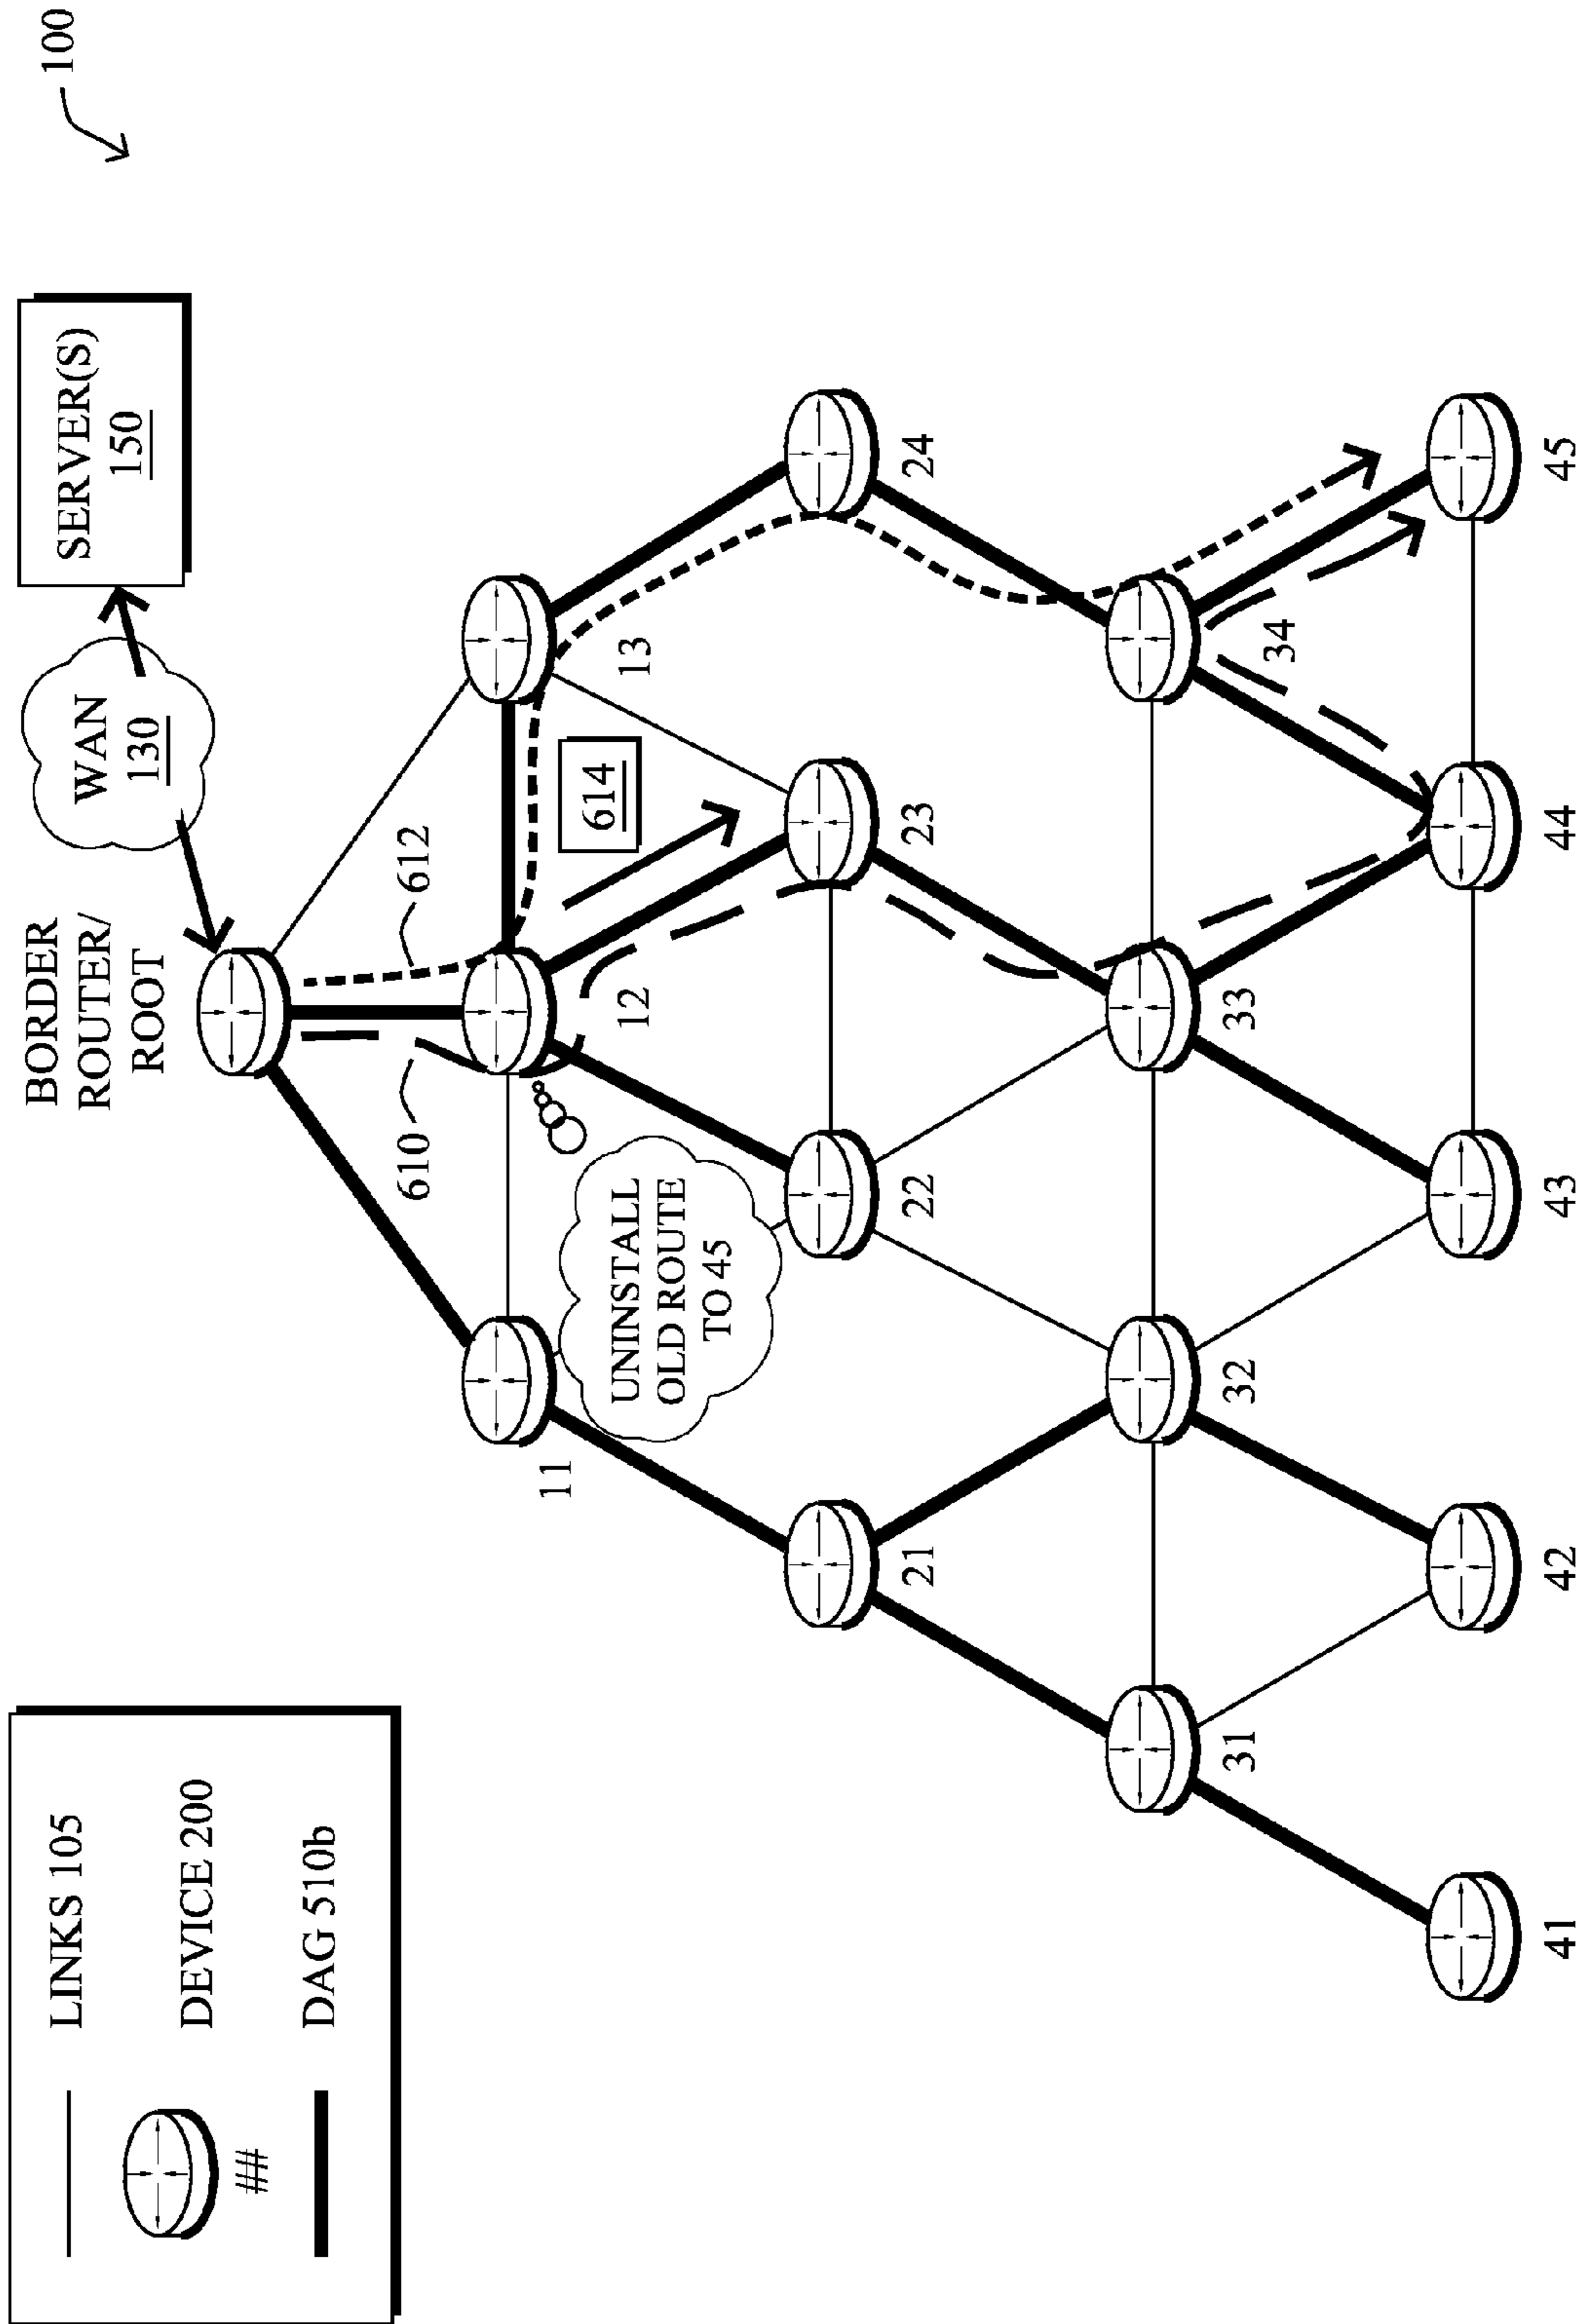 100
LINKS 105
DEVICE 200
##
DAG 510b
BORDER
ROUTER/
ROOT
WAN
130
SERVER(S)
150
610
612
11
12
13
614
UNINSTALL
OLD ROUTE
TO 45
21
22
23
24
31
32
33
34
41
42
43
44
45